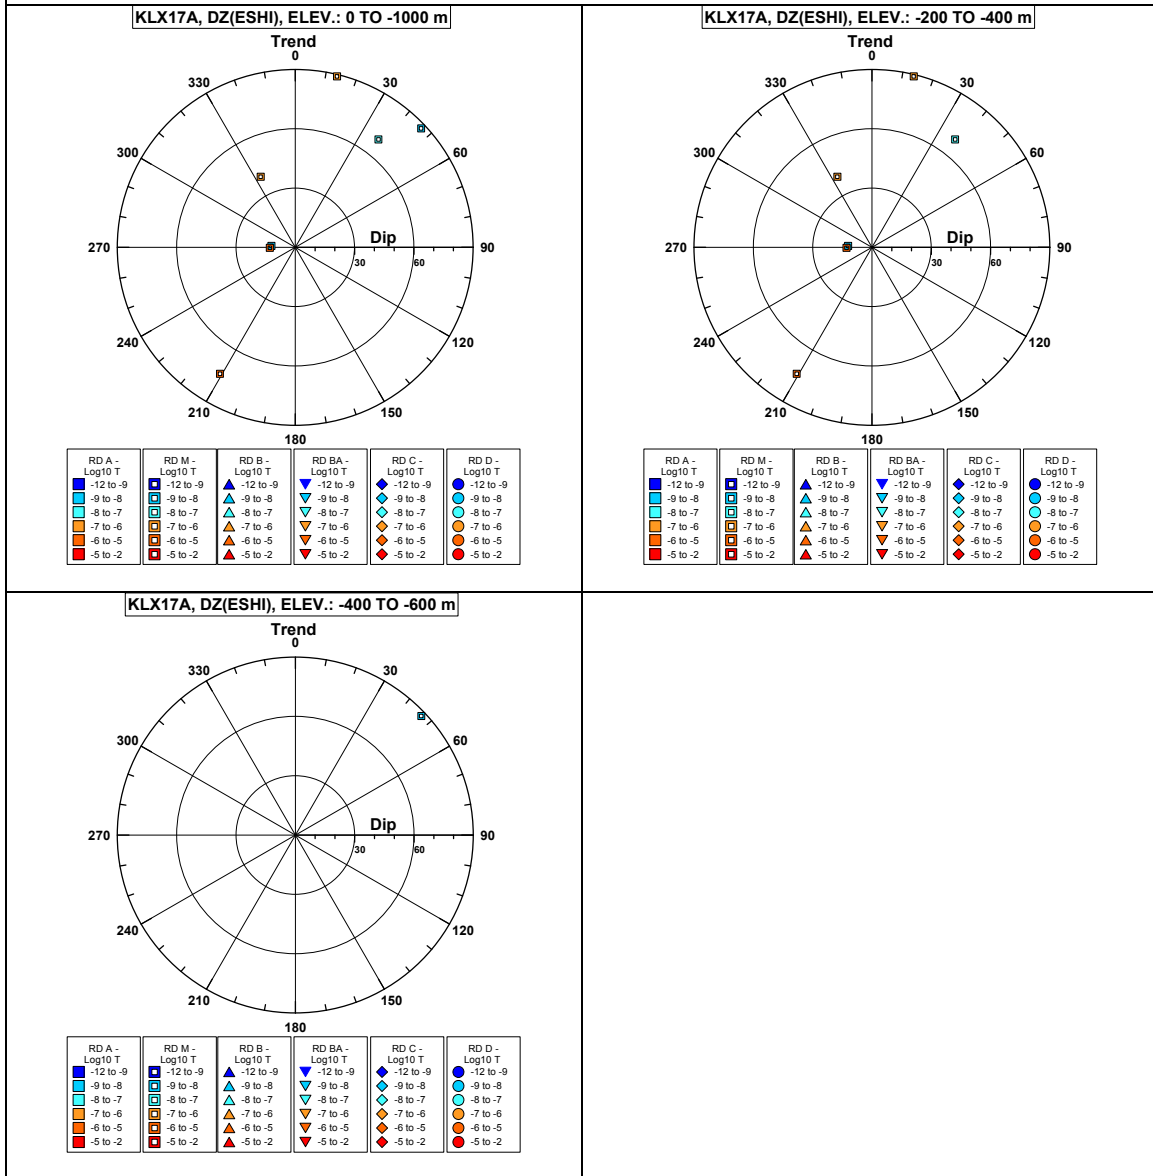 KLX17A, DZ(ESHI), ELEV.: 0 TO -1000 m
Trend
0
330 30
300 60
Dip
270 30 60 90
240 120
210 150
180
RD A - RD M - RD B - RD BA - RD C - RD D -
Log10 T Log10 T Log10 T Log10 T Log10 T Log10 T
-12 to -9 -12 to -9 -12 to -9 -12 to -9 -12 to -9 -12 to -9
-9 to -8 -9 to -8 -9 to -8 -9 to -8 -9 to -8 -9 to -8
-8 to -7 -8 to -7 -8 to -7 -8 to -7 -8 to -7 -8 to -7
-7 to -6 -7 to -6 -7 to -6 -7 to -6 -7 to -6 -7 to -6
-6 to -5 -6 to -5 -6 to -5 -6 to -5 -6 to -5 -6 to -5
-5 to -2 -5 to -2 -5 to -2 -5 to -2 -5 to -2 -5 to -2
KLX17A, DZ(ESHI), ELEV.: -200 TO -400 m
Trend
0
330 30
300 60
Dip
270 30 60 90
240 120
210 150
180
RD A - RD M - RD B - RD BA - RD C - RD D -
Log10 T Log10 T Log10 T Log10 T Log10 T Log10 T
-12 to -9 -12 to -9 -12 to -9 -12 to -9 -12 to -9 -12 to -9
-9 to -8 -9 to -8 -9 to -8 -9 to -8 -9 to -8 -9 to -8
-8 to -7 -8 to -7 -8 to -7 -8 to -7 -8 to -7 -8 to -7
-7 to -6 -7 to -6 -7 to -6 -7 to -6 -7 to -6 -7 to -6
-6 to -5 -6 to -5 -6 to -5 -6 to -5 -6 to -5 -6 to -5
-5 to -2 -5 to -2 -5 to -2 -5 to -2 -5 to -2 -5 to -2
KLX17A, DZ(ESHI), ELEV.: -400 TO -600 m
Trend
0
330 30
300 60
Dip
270 30 60 90
240 120
210 150
180
RD A - RD M - RD B - RD BA - RD C - RD D -
Log10 T Log10 T Log10 T Log10 T Log10 T Log10 T
-12 to -9 -12 to -9 -12 to -9 -12 to -9 -12 to -9 -12 to -9
-9 to -8 -9 to -8 -9 to -8 -9 to -8 -9 to -8 -9 to -8
-8 to -7 -8 to -7 -8 to -7 -8 to -7 -8 to -7 -8 to -7
-7 to -6 -7 to -6 -7 to -6 -7 to -6 -7 to -6 -7 to -6
-6 to -5 -6 to -5 -6 to -5 -6 to -5 -6 to -5 -6 to -5
-5 to -2 -5 to -2 -5 to -2 -5 to -2 -5 to -2 -5 to -2